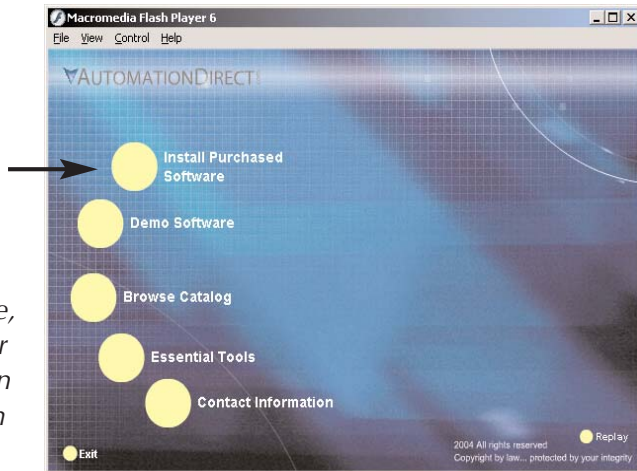 Macromedia Flash Player 6
File View Control Help
AUTOMATIONDIRECT
Install Purchased
Software
Demo Software
Browse Catalog
e,
r
n
n
Essential Tools
Contact Information
Replay
Exit
2004 All rights reserved
Copyright by law... protected by your integrity